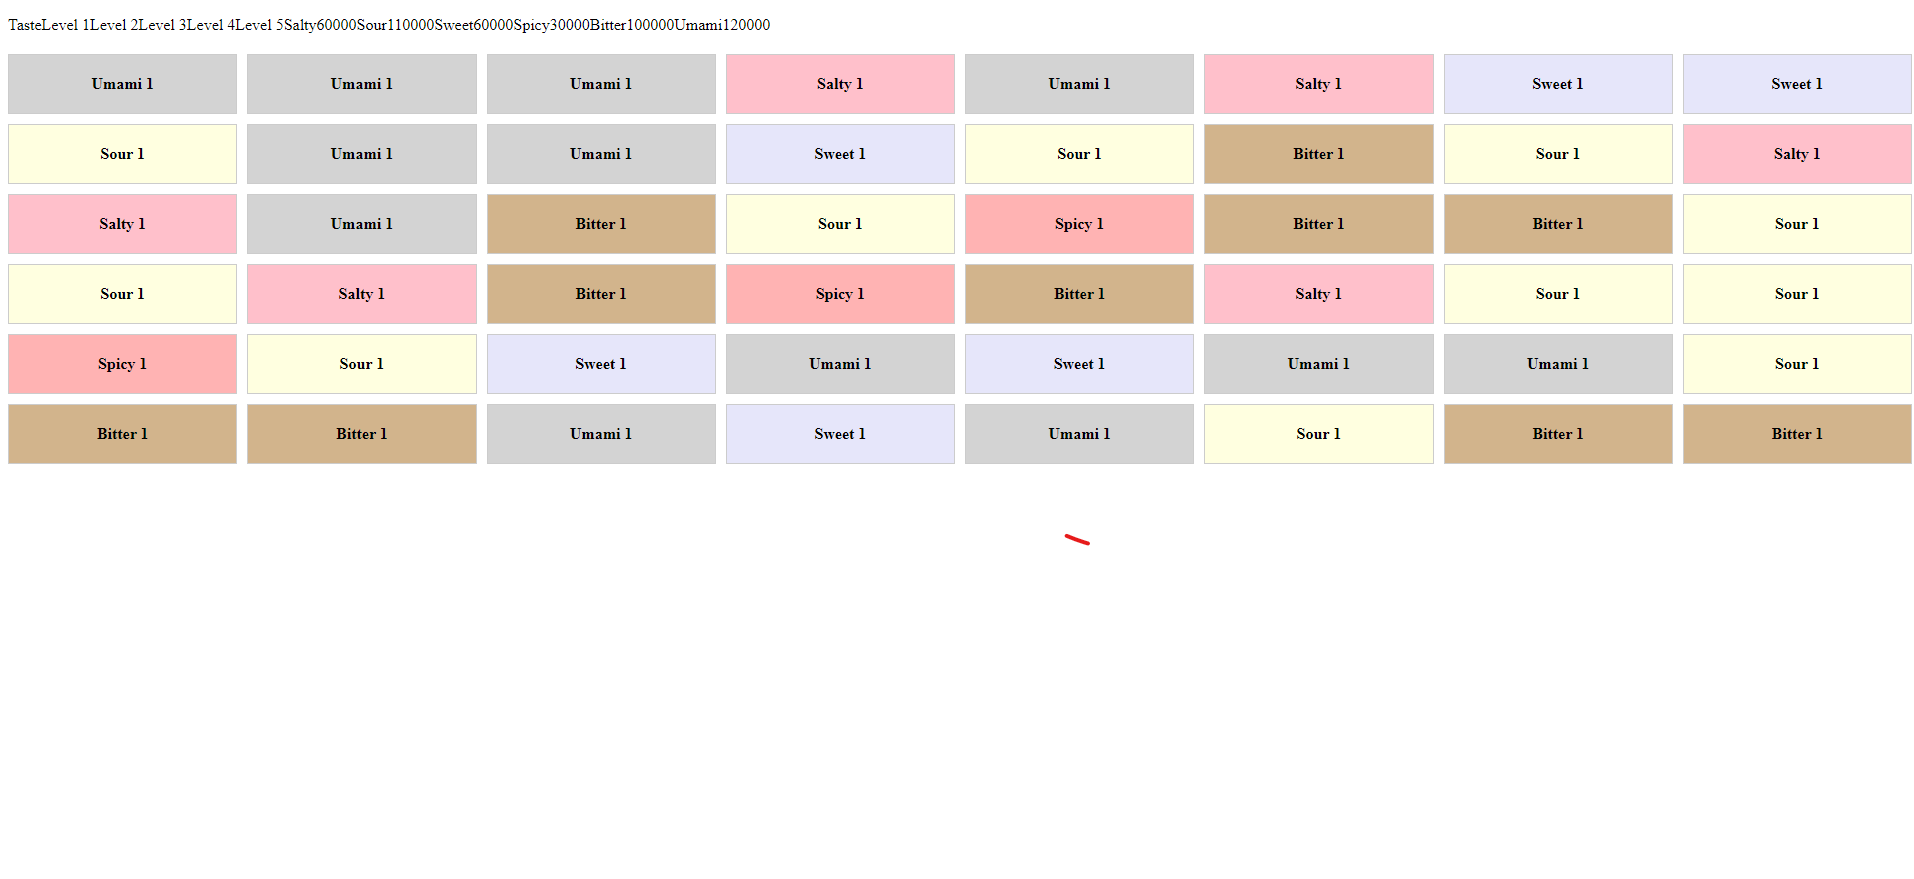 TasteLevel 1Level 2Level 3Level 4Level 5Salty60000Sour110000Sweet60000Spicy30000Bitter100000Umami120000
Umami 1 Umami 1 Umami 1 Salty 1 Umami 1 Salty 1 Sweet 1 Sweet 1
Sour 1 Umami 1 Umami 1 Sweet 1 Sour 1 Bitter 1 Sour 1 Salty 1
Salty 1 Umami 1 Bitter 1 Sour 1 Spicy 1 Bitter 1 Bitter 1 Sour 1
Sour 1 Salty 1 Bitter 1 Spicy 1 Bitter 1 Salty 1 Sour 1 Sour 1
Spicy 1 Sour 1 Sweet 1 Umami 1 Sweet 1 Umami 1 Umami 1 Sour 1
Bitter 1 Bitter 1 Umami 1 Sweet 1 Umami 1 Sour 1 Bitter 1 Bitter 1